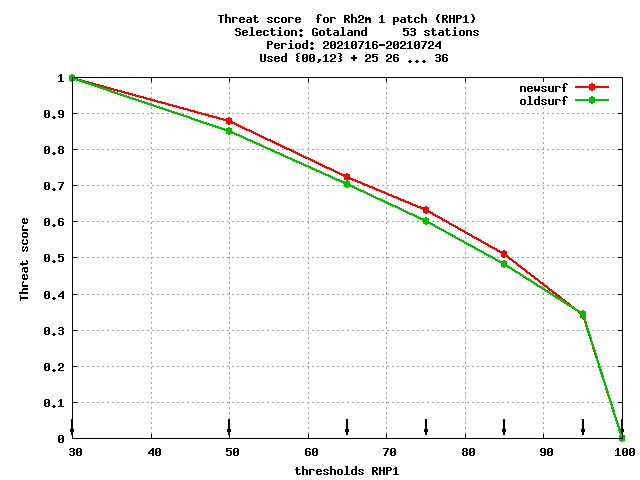 Threat score  for Rh2m 1 patch (RHP1)
Selection: Gotaland     53 stations
Period: 20210716-20210724
Used {00,12} + 25 26 ... 36
newsurf
oldsurf
1
0.9
0.8
0.7
0.6
0.5
0.4
0.3
0.2
0.1
0
Threat score
30 40 50 60 70 80 90 100
thresholds RHP1